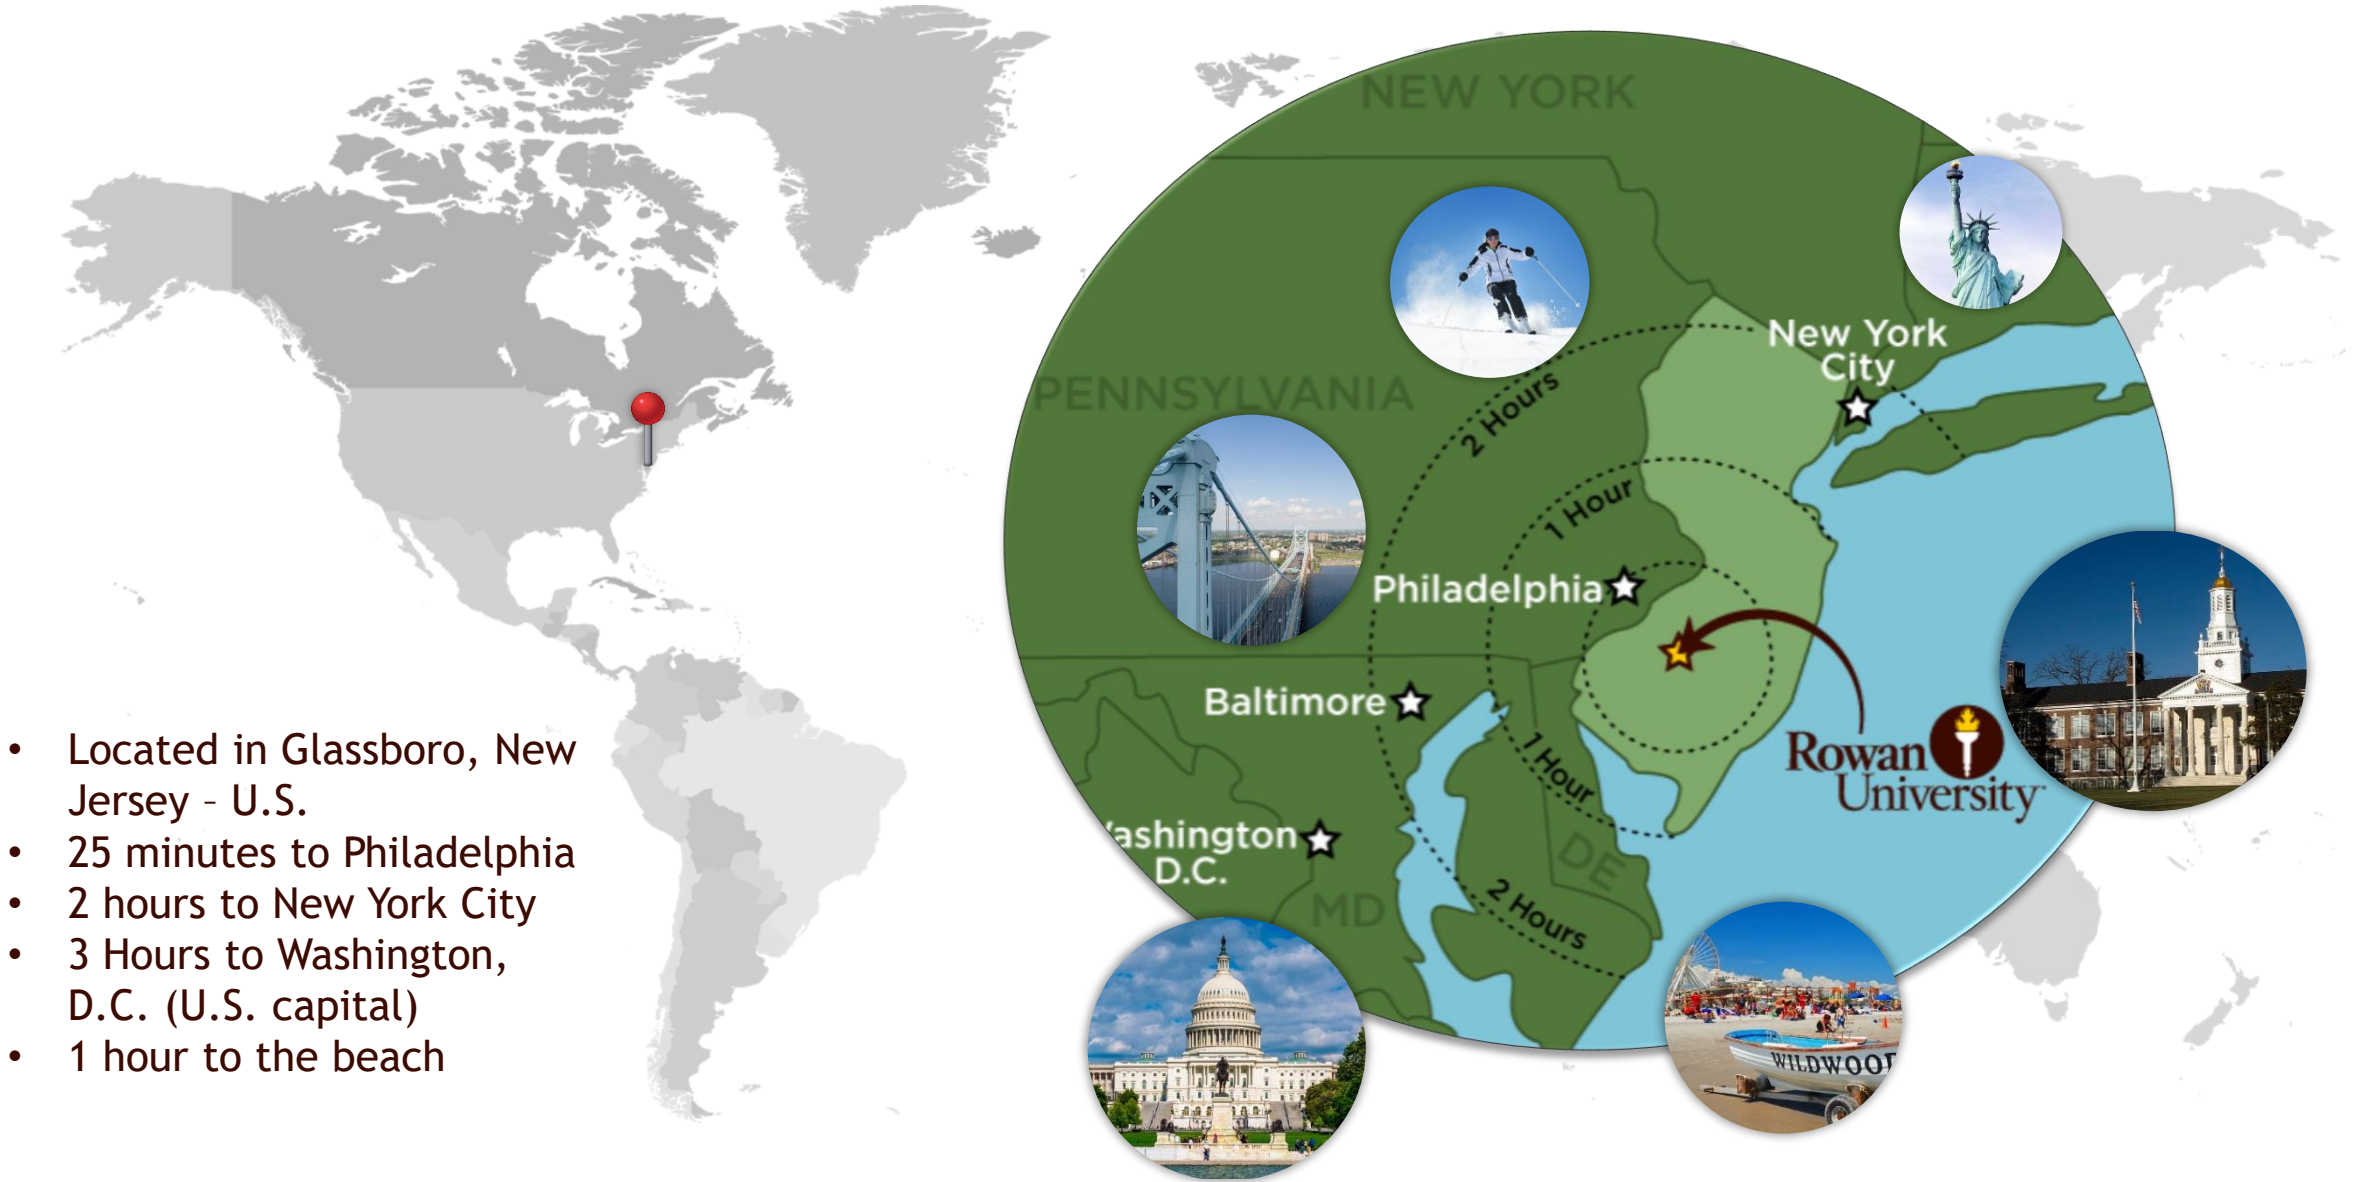 • Located in Glassboro, New
Jersey – U.S.
• 25 minutes to Philadelphia
• 2 hours to New York City
• 3 Hours to Washington,
D.C. (U.S. capital)
• 1 hour to the beach
NEW YORK
New York
City
PENNSYLVANIA
2 Hours
1 Hour
Philadelphia
Baltimore
Rowan
University
1 Hour
ashington
D.C.
DE
MD
2 Hours
WILDWOO